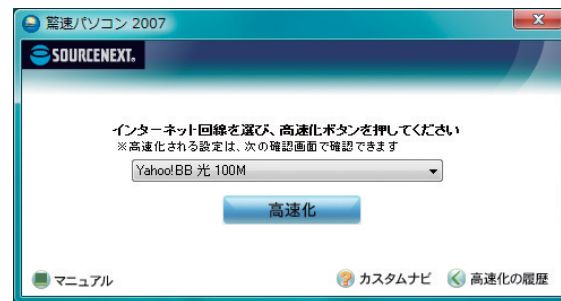 驚速パソコン 2007
SOURCENEXT®
インターネット回線を選び、高速化ボタンを押してください
※高速化される設定は、次の確認画面で確認できます
Yahoo!BB 光 100M
高速化
マニュアル
カスタムナビ
高速化の履歴